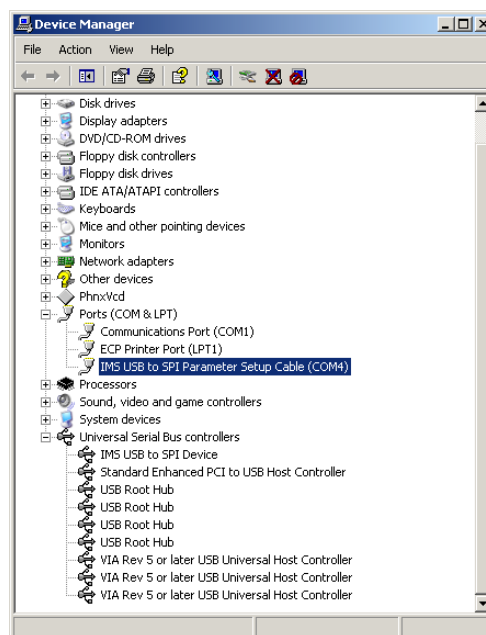 Device Manager
File Action View Help
Disk drives
Display adapters
DVD/CD-ROM drives
Floppy disk controllers
Floppy disk drives
IDE ATA/ATAPI controllers
Keyboards
Mice and other pointing devices
Monitors
Network adapters
Other devices
PhnxVcd
Ports (COM & LPT)
Communications Port (COM1)
ECP Printer Port (LPT1)
IMS USB to SPI Parameter Setup Cable (COM4)
Processors
Sound, video and game controllers
System devices
Universal Serial Bus controllers
IMS USB to SPI Device
Standard Enhanced PCI to USB Host Controller
USB Root Hub
USB Root Hub
USB Root Hub
USB Root Hub
VIA Rev 5 or later USB Universal Host Controller
VIA Rev 5 or later USB Universal Host Controller
VIA Rev 5 or later USB Universal Host Controller